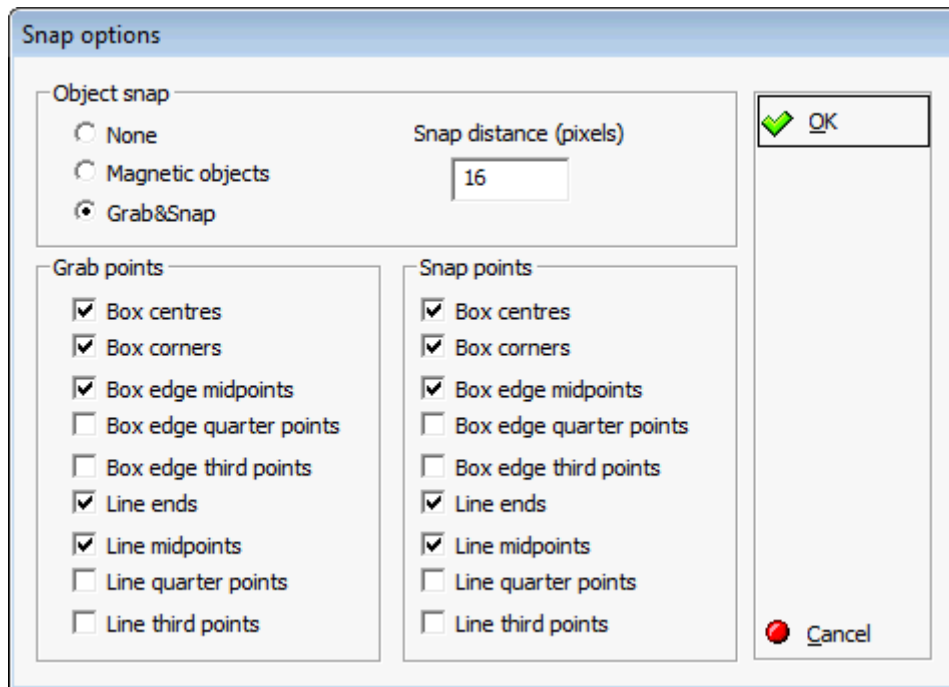 Snap options
Object snap
None
Magnetic objects
Grab&Snap
Snap distance (pixels)
16
Grab points
Box centres
Box corners
Box edge midpoints
Box edge quarter points
Box edge third points
Line ends
Line midpoints
Line quarter points
Line third points
Snap points
Box centres
Box corners
Box edge midpoints
Box edge quarter points
Box edge third points
Line ends
Line midpoints
Line quarter points
Line third points
OK
Cancel